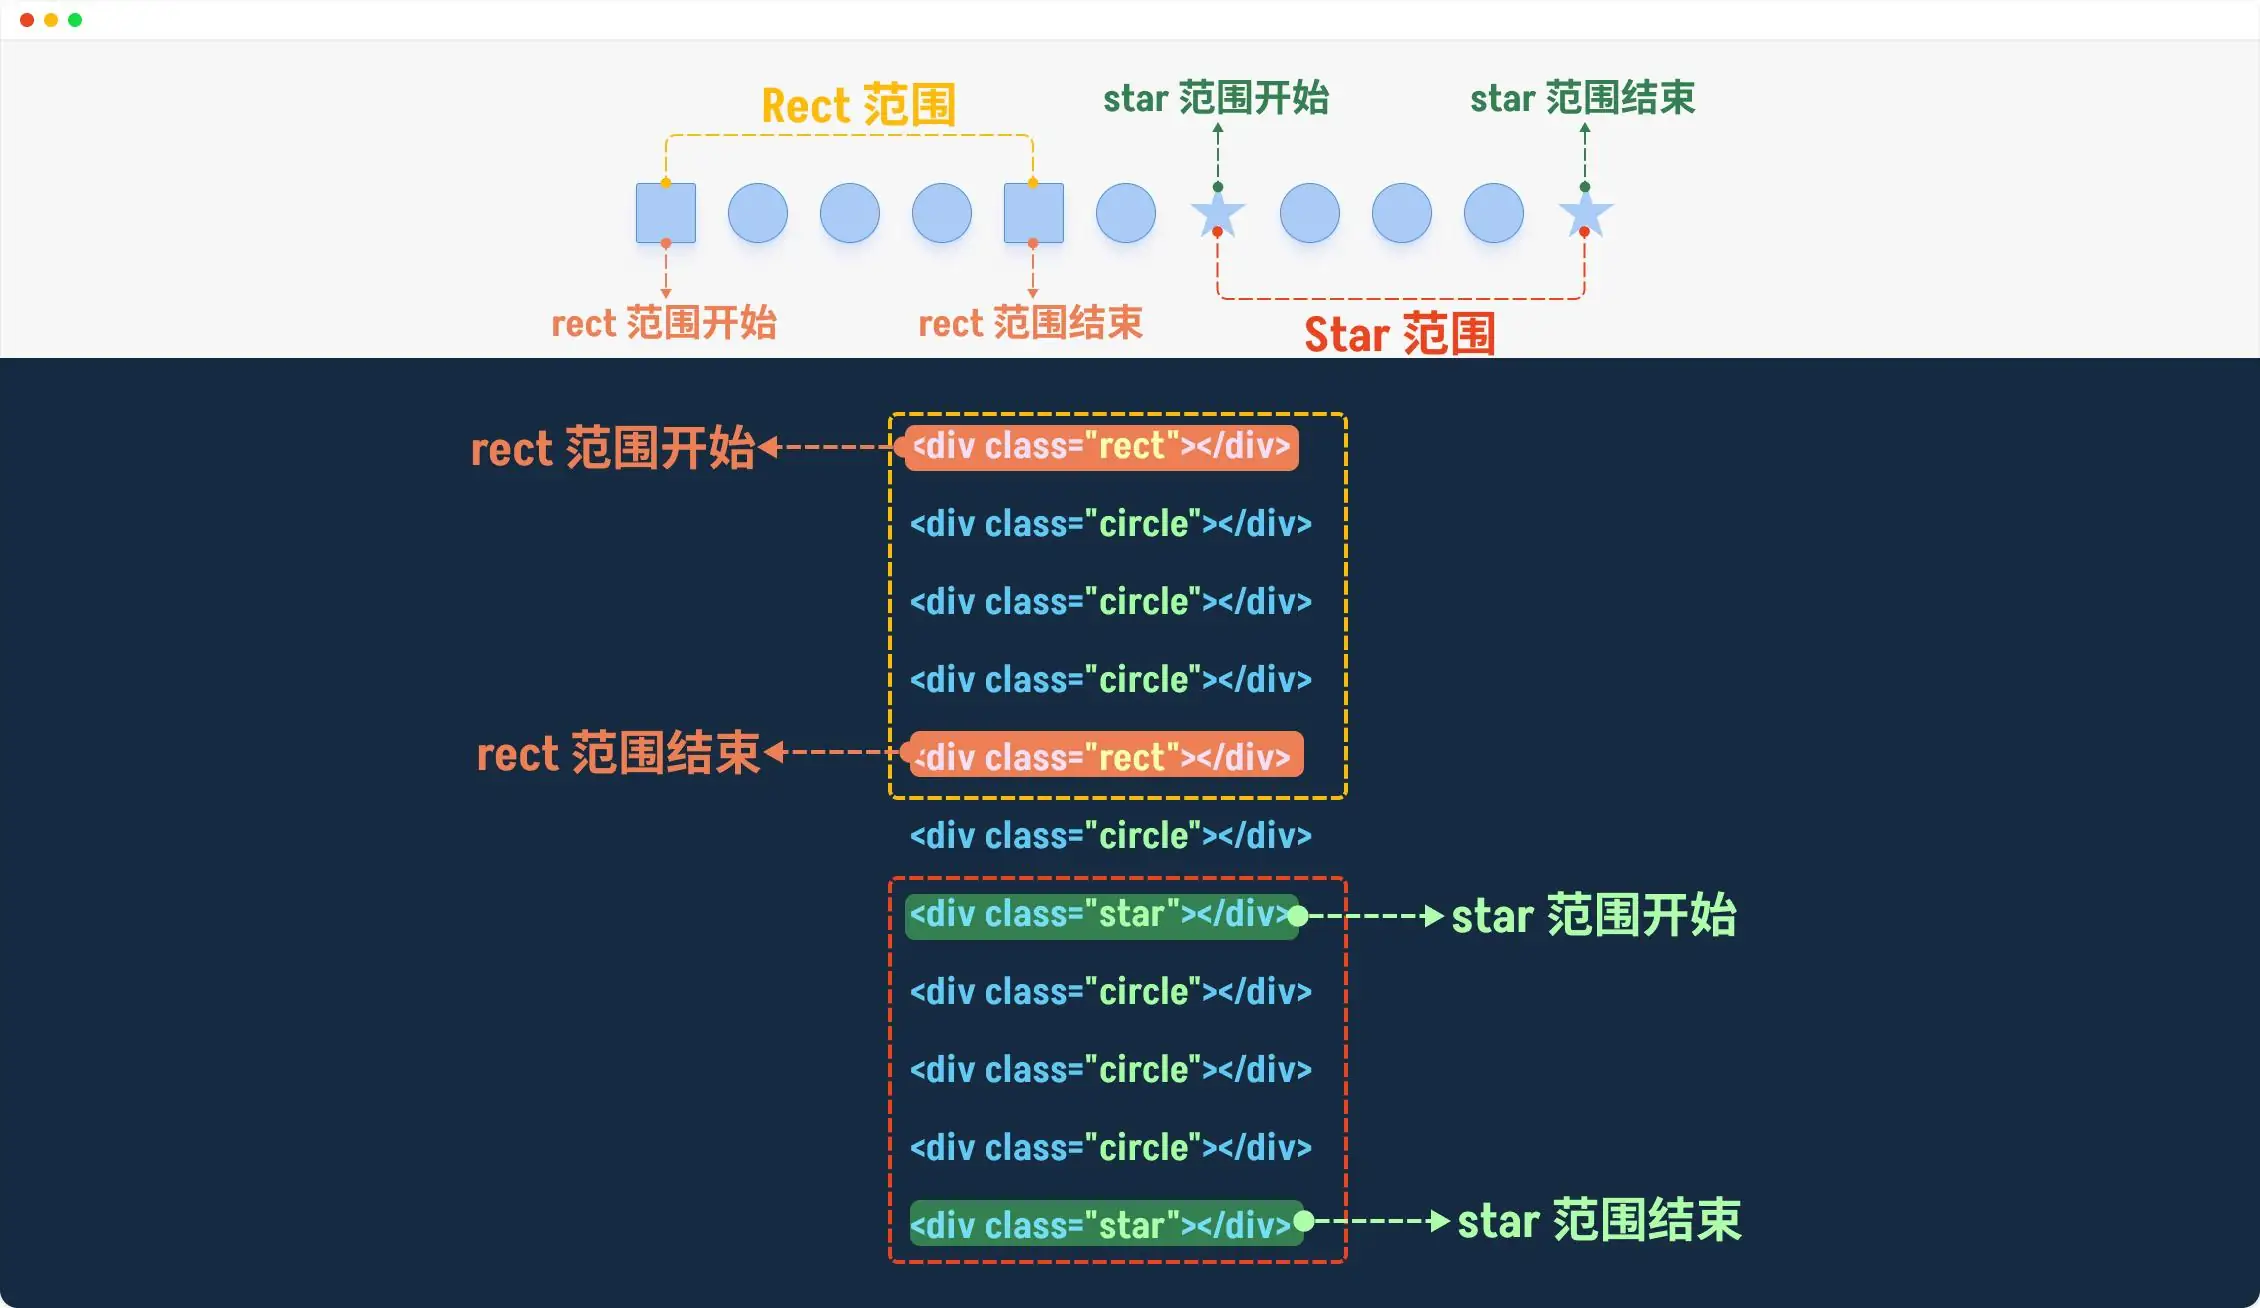 Rect 范围
star 范围开始
star 范围结束
rect 范围开始
rect 范围结束
Star 范围
rect 范围开始
<div class="rect"></div>
<div class="circle"></div>
<div class="circle"></div>
<div class="circle"></div>
rect 范围结束
<div class="rect"></div>
<div class="circle"></div>
<div class="star"></div>
star 范围开始
<div class="circle"></div>
<div class="circle"></div>
<div class="circle"></div>
<div class="star"></div>
star 范围结束